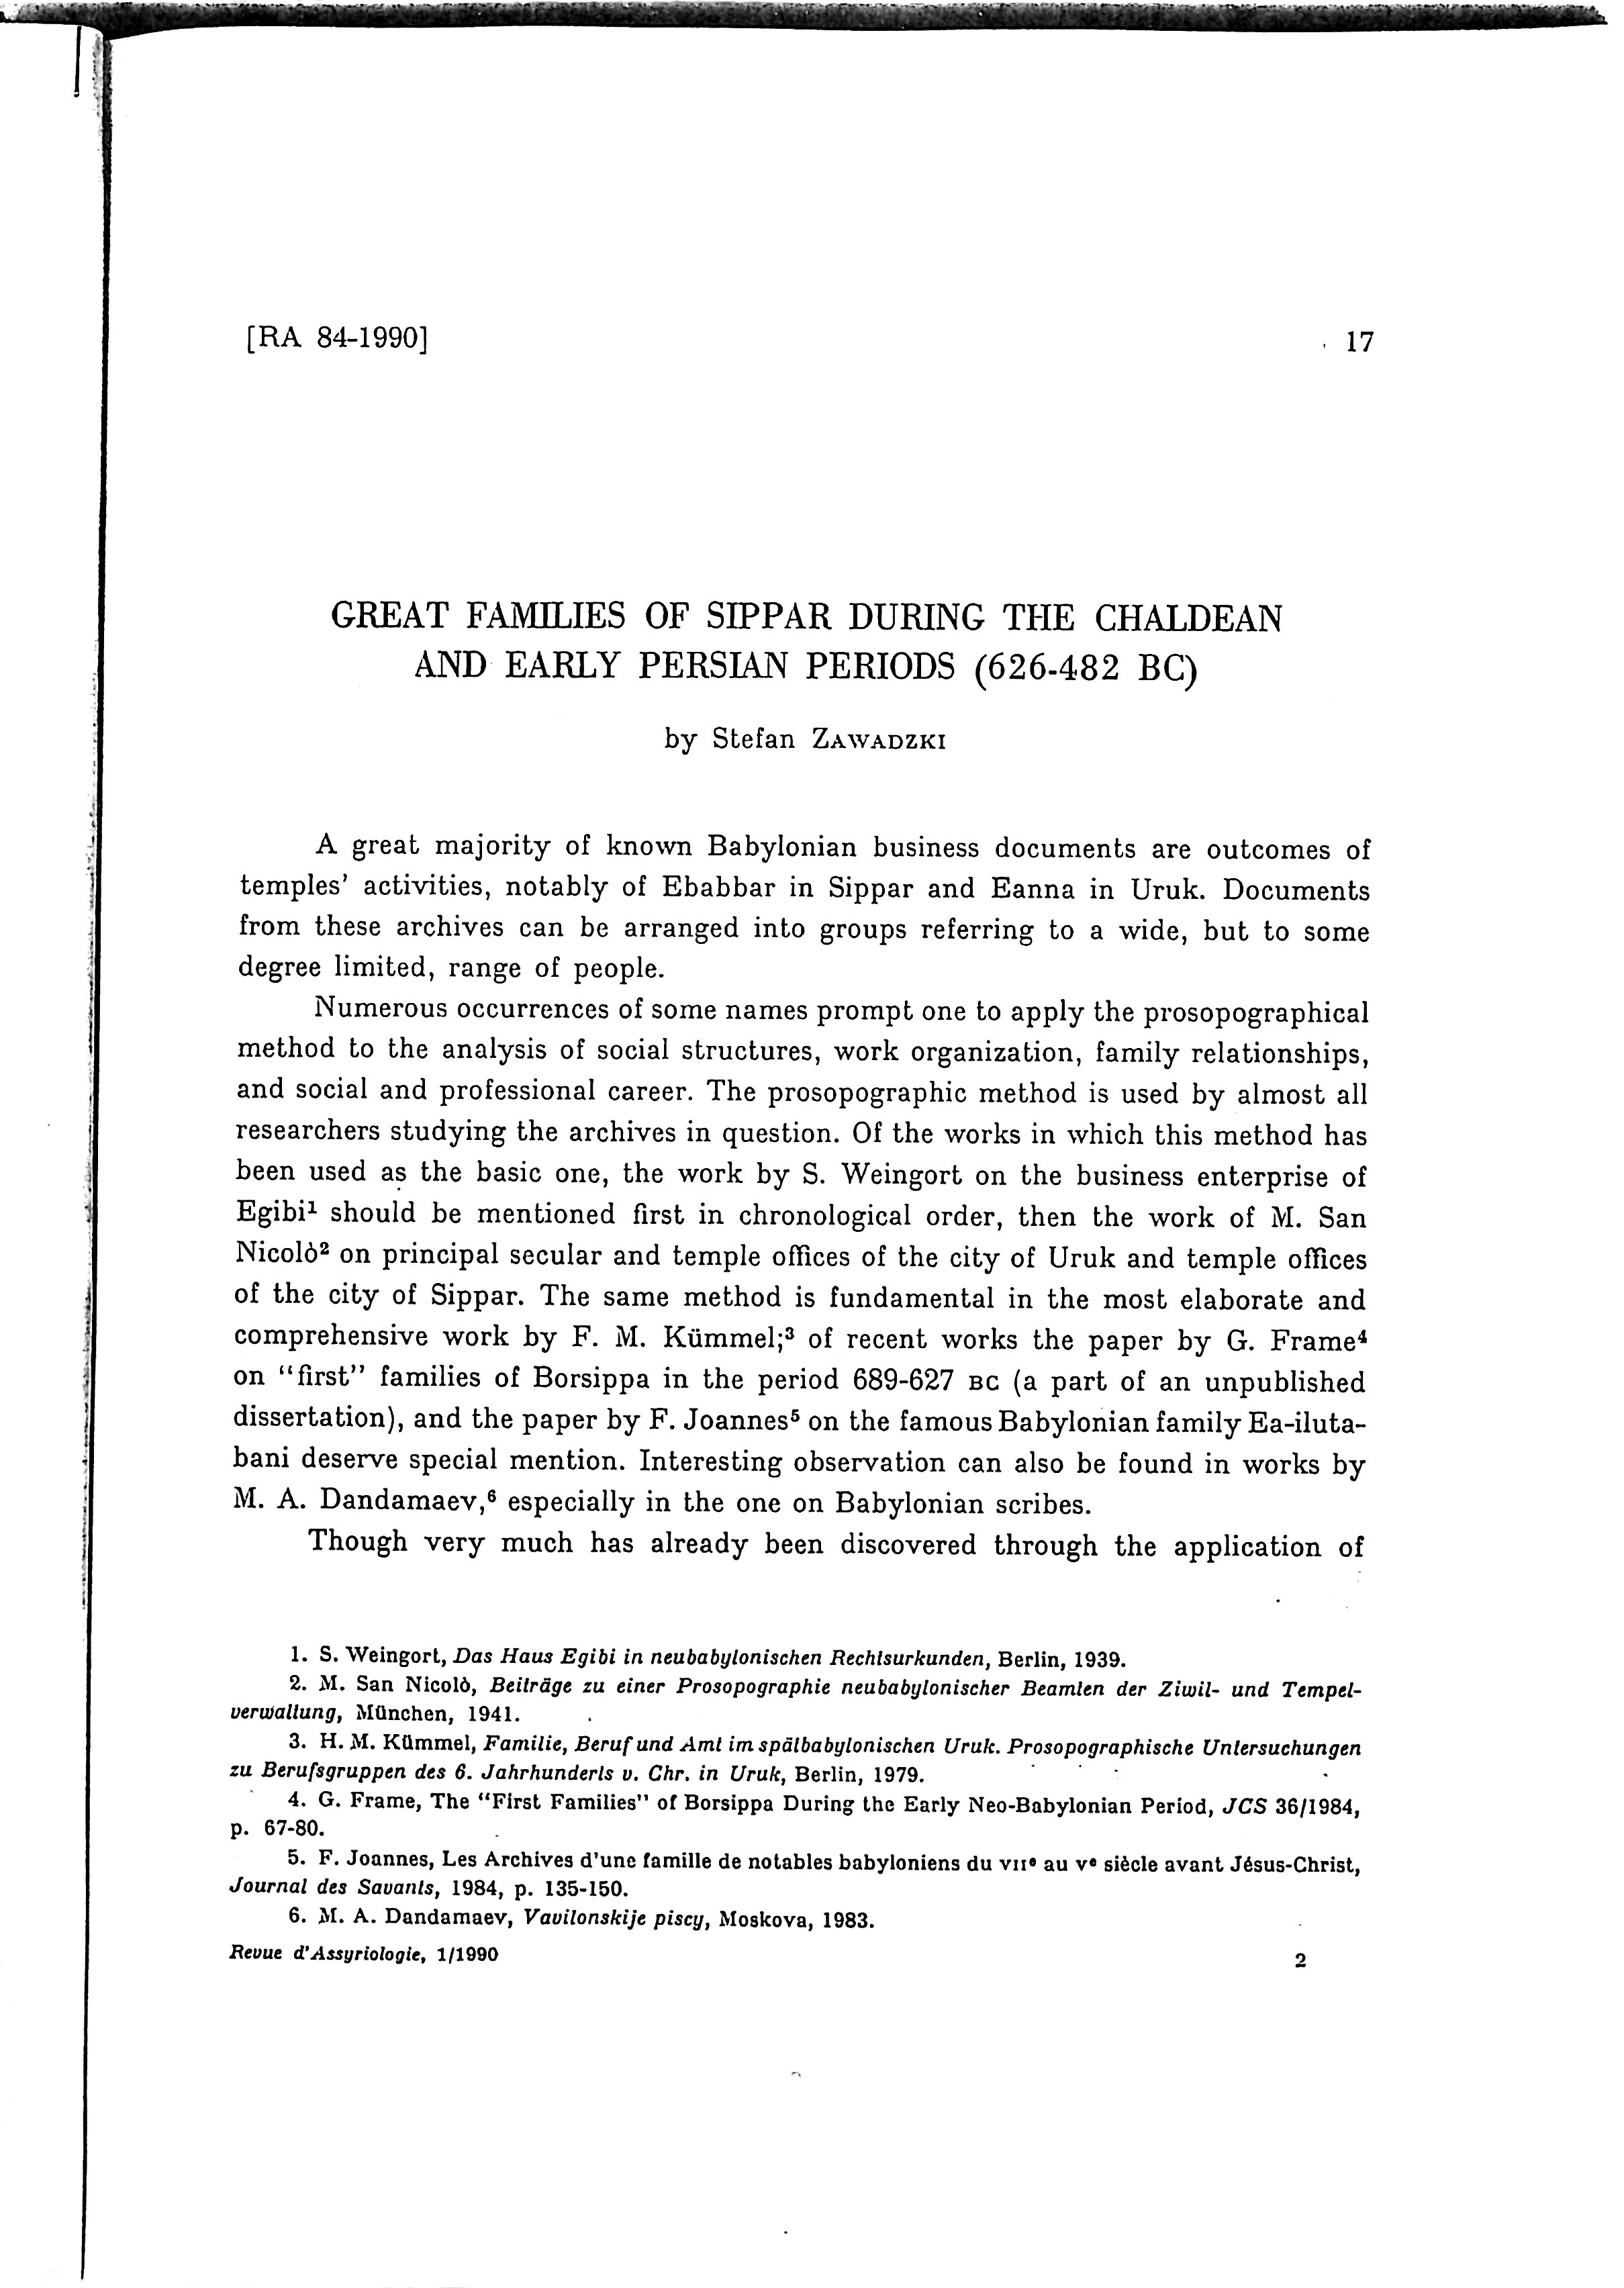 [RA 84-1990]
17
GREAT FAMILIES OF SIPPAR DURING THE CHALDEAN
AND EARLY PERSIAN PERIODS (626-482 BC)
by Stefan ZAWADZKI
A great majority of known Babylonian business documents are outcomes of
temples' activities, notably of Ebabbar in Sippar and Eanna in Uruk. Documents
from these archives can be arranged into groups referring to a wide, but to some
degree limited, range of people.
Numerous occurrences of some names prompt one to apply the prosopographical
method to the analysis of social structures, work organization, family relationships,
and social and professional career. The prosopographic method is used by almost all
researchers studying the archives in question. Of the works in which this method has
been used as the basic one, the work by S. Weingort on the business enterprise of
Egibi¹ should be mentioned first in chronological order, then the work of M. San
Nicolò² on principal secular and temple offices of the city of Uruk and temple offices
of the city of Sippar. The same method is fundamental in the most elaborate and
comprehensive work by F. M. Kümmel;³ of recent works the paper by G. Frame⁴
on "first" families of Borsippa in the period 689-627 BC (a part of an unpublished
dissertation), and the paper by F. Joannes⁵ on the famous Babylonian family Ea-iluta-
bani deserve special mention. Interesting observation can also be found in works by
M. A. Dandamaev,⁶ especially in the one on Babylonian scribes.
Though very much has already been discovered through the application of
1. S. Weingort, Das Haus Egibi in neubabylonischen Rechtsurkunden, Berlin, 1939.
2. M. San Nicolò, Beiträge zu einer Prosopographie neubabylonischer Beamten der Ziwil- und Tempel-
verwaltung, München, 1941.
3. H. M. Kümmel, Familie, Beruf und Amt im spätbabylonischen Uruk. Prosopographische Untersuchungen
zu Berufsgruppen des 6. Jahrhunderts v. Chr. in Uruk, Berlin, 1979.
4. G. Frame, The "First Families" of Borsippa During the Early Neo-Babylonian Period, JCS 36/1984,
p. 67-80.
5. F. Joannes, Les Archives d'une famille de notables babyloniens du VIIᵉ au Vᵉ siècle avant Jésus-Christ,
Journal des Savants, 1984, p. 135-150.
6. M. A. Dandamaev, Vavilonskije piscy, Moskova, 1983.
Revue d'Assyriologie, 1/1990
2